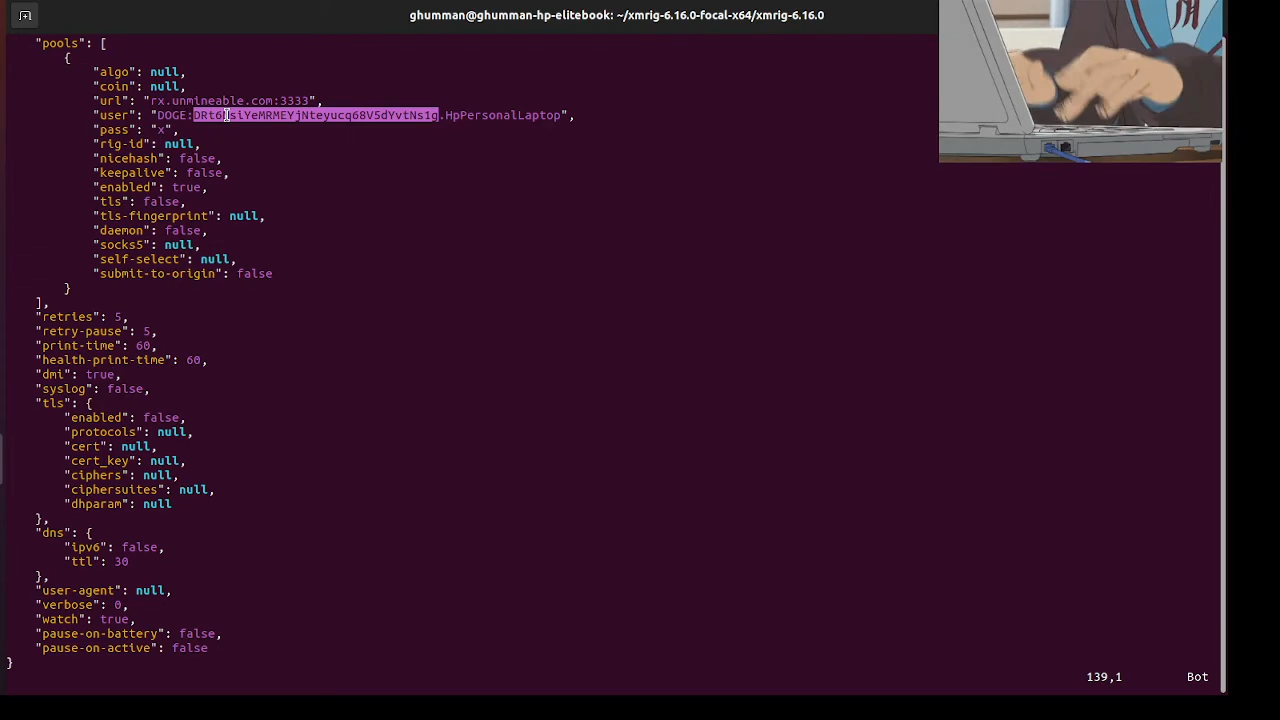 ghumman@ghumman-hp-elitebook: ~/xmrig-6.16.0-focal-x64/xmrig-6.16.0
"pools": [
{
"algo": null,
"coin": null,
"url": "rx.unmineable.com:3333",
"user": "DOGE: .HpPersonalLaptop",
"pass": "x",
"rig-id": null,
"nicehash": false,
"keepalive": false,
"enabled": true,
"tls": false,
"tls-fingerprint": null,
"daemon": false,
"socks5": null,
"self-select": null,
"submit-to-origin": false
}
],
"retries": 5,
"retry-pause": 5,
"print-time": 60,
"health-print-time": 60,
"dmi": true,
"syslog": false,
"tls": {
"enabled": false,
"protocols": null,
"cert": null,
"cert_key": null,
"ciphers": null,
"ciphersuites": null,
"dhparam": null
},
"dns": {
"ipv6": false,
"ttl": 30
},
"user-agent": null,
"verbose": 0,
"watch": true,
"pause-on-battery": false,
"pause-on-active": false
}
139,1 Bot